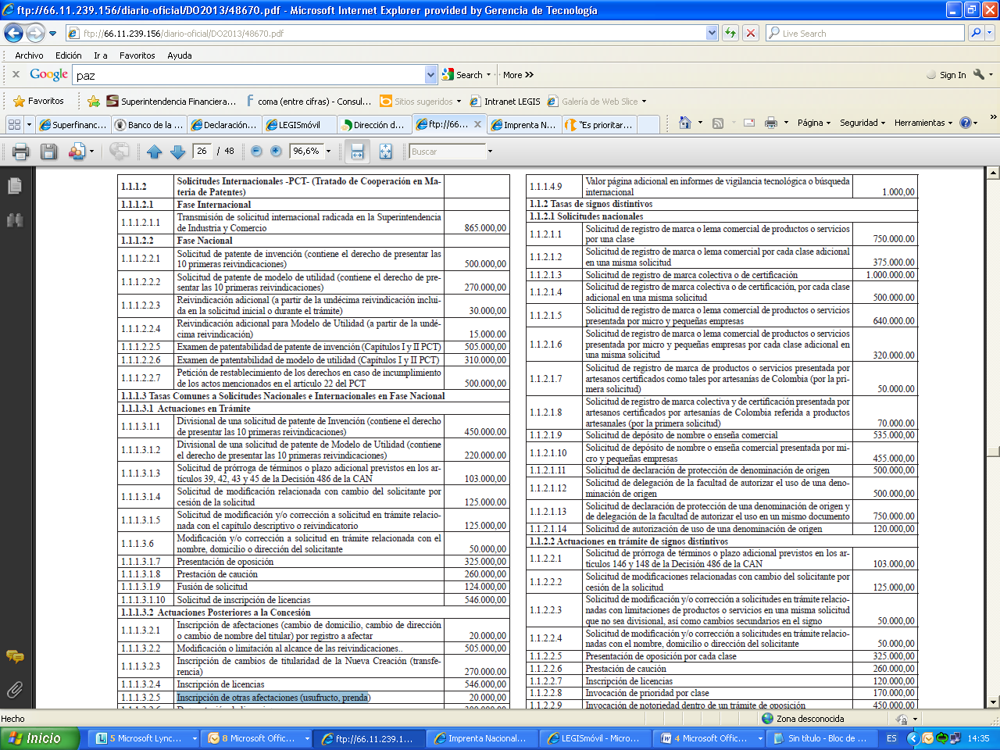 ftp://66.11.239.156/diario-oficial/DO2013/48670.pdf - Microsoft Internet Explorer provided by Gerencia de Tecnología
ftp://66.11.239.156/diario-oficial/DO2013/48670.pdf
Live Search
Archivo Edición Ir a Favoritos Ayuda
x Google paz Search More »
Sign In
Favoritos Superintendencia Financiera... coma (entre cifras) - Consul... Sitios sugeridos Intranet LEGIS Galería de Web Slice
Superfinanc... Banco de la ... Declaración... LEGISmóvil Dirección d... ftp://66... Imprenta N... "Es prioritar...
Página Seguridad Herramientas »
26 / 48 96,6% Buscar
1.1.1.2 Solicitudes Internacionales -PCT- (Tratado de Cooperación en Ma-
teria de Patentes)
1.1.1.2.1 Fase Internacional
1.1.1.2.1.1 Transmisión de solicitud internacional radicada en la Superintendencia
de Industria y Comercio 865.000,00
1.1.1.2.2 Fase Nacional
1.1.1.2.2.1 Solicitud de patente de invención (contiene el derecho de presentar las
10 primeras reivindicaciones) 500.000,00
1.1.1.2.2.2 Solicitud de patente de modelo de utilidad (contiene el derecho de pre-
sentar las 10 primeras reivindicaciones) 270.000,00
1.1.1.2.2.3 Reivindicación adicional (a partir de la undécima reivindicación inclui-
da en la solicitud inicial o durante el trámite) 30.000,00
1.1.1.2.2.4 Reivindicación adicional para Modelo de Utilidad (a partir de la undé-
cima reivindicación) 15.000.00
1.1.1.2.2.5 Examen de patentabilidad de patente de invención (Capítulos I y II PCT) 505.000,00
1.1.1.2.2.6 Examen de patentabilidad de modelo de utilidad (Capítulos I y II PCT) 310.000,00
1.1.1.2.2.7 Petición de restablecimiento de los derechos en caso de incumplimiento
de los actos mencionados en el artículo 22 del PCT 500.000,00
1.1.1.3 Tasas Comunes a Solicitudes Nacionales e Internacionales en Fase Nacional
1.1.1.3.1 Actuaciones en Trámite
1.1.1.3.1.1 Divisional de una solicitud de patente de Invención (contiene el derecho
de presentar las 10 primeras reivindicaciones) 450.000.00
1.1.1.3.1.2 Divisional de una solicitud de patente de Modelo de Utilidad (contiene
el derecho de presentar las 10 primeras reivindicaciones) 220.000.00
1.1.1.3.1.3 Solicitud de prórroga de términos o plazo adicional previstos en los ar-
tículos 39, 42, 43 y 45 de la Decisión 486 de la CAN 103.000,00
1.1.1.3.1.4 Solicitud de modificación relacionada con cambio del solicitante por
cesión de la solicitud 125.000.00
1.1.1.3.1.5 Solicitud de modificación y/o corrección a solicitud en trámite relacio-
nada con el capítulo descriptivo o reivindicatorio 125.000,00
1.1.1.3.6 Modificación y/o corrección a solicitud en trámite relacionada con el
nombre, domicilio o dirección del solicitante 50.000,00
1.1.1.3.1.7 Presentación de oposición 325.000,00
1.1.1.3.1.8 Prestación de caución 260.000,00
1.1.1.3.1.9 Fusión de solicitud 124.000,00
1.1.1.3.1.10 Solicitud de inscripción de licencias 546.000,00
1.1.1.3.2 Actuaciones Posteriores a la Concesión
1.1.1.3.2.1 Inscripción de afectaciones (cambio de domicilio, cambio de dirección
o cambio de nombre del titular) por registro a afectar 20.000,00
1.1.1.3.2.2 Modificación o limitación al alcance de las reivindicaciones.. 505.000,00
1.1.1.3.2.3 Inscripción de cambios de titularidad de la Nueva Creación (transfe-
rencia) 270.000.00
1.1.1.3.2.4 Inscripción de licencias 546.000,00
1.1.1.3.2.5 Inscripción de otras afectaciones (usufructo, prenda) 20.000,00
1.1.1.4.9 Valor página adicional en informes de vigilancia tecnológica o búsqueda
internacional 1.000,00
1.1.2 Tasas de signos distintivos
1.1.2.1 Solicitudes nacionales
1.1.2.1.1 Solicitud de registro de marca o lema comercial de productos o servicios
por una clase 750.000.00
1.1.2.1.2 Solicitud de registro de marca o lema comercial por cada clase adicional
en una misma solicitud 375.000.00
1.1.2.1.3 Solicitud de registro de marca colectiva o de certificación 1.000.000.00
1.1.2.1.4 Solicitud de registro de marca colectiva o de certificación, por cada clase
adicional en una misma solicitud 500.000.00
1.1.2.1.5 Solicitud de registro de marca o lema comercial de productos o servicios
presentada por micro y pequeñas empresas 640.000.00
1.1.2.1.6 Solicitud de registro de marca o lema comercial de productos o servicios
presentada por micro y pequeñas empresas por cada clase adicional en
una misma solicitud 320.000.00
1.1.2.1.7 Solicitud de registro de marca de productos o servicios presentada por
artesanos certificados como tales por artesanías de Colombia (por la pri-
mera solicitud) 50.000.00
1.1.2.1.8 Solicitud de registro de marca colectiva y de certificación presentada por
artesanos certificados por artesanías de Colombia referida a productos
artesanales (por la primera solicitud) 70.000.00
1.1.2.1.9 Solicitud de depósito de nombre o enseña comercial 535.000,00
1.1.2.1.10 Solicitud de depósito de nombre o enseña comercial presentada por mi-
cro y pequeñas empresas 455.000,00
1.1.2.1.11 Solicitud de declaración de protección de denominación de origen 500.000,00
1.1.2.1.12 Solicitud de delegación de la facultad de autorizar el uso de una deno-
minación de origen 500.000,00
1.1.2.1.13 Solicitud de declaración de protección de una denominación de origen y
de delegación de la facultad de autorizar el uso en un mismo documento 750.000,00
1.1.2.1.14 Solicitud de autorización de uso de una denominación de origen 120.000,00
1.1.2.2 Actuaciones en trámite de signos distintivos
1.1.2.2.1 Solicitud de prórroga de términos o plazo adicional previstos en los ar-
tículos 146 y 148 de la Decisión 486 de la CAN 103.000,00
1.1.2.2.2 Solicitud de modificaciones relacionadas con cambio del solicitante por
cesión de la solicitud 125.000,00
1.1.2.2.3 Solicitud de modificación y/o corrección a solicitudes en trámite relacio-
nadas con limitaciones de productos o servicios en una misma solicitud
que no sea divisional, así como cambios secundarios en el signo 50.000,00
1.1.2.2.4 Solicitud de modificación y/o corrección a solicitudes en trámite relacio-
nadas con el nombre, domicilio o dirección del solicitante 50.000,00
1.1.2.2.5 Presentación de oposición por cada clase 325.000,00
1.1.2.2.6 Prestación de caución 260.000,00
1.1.2.2.7 Inscripción de licencias 120.000,00
1.1.2.2.8 Invocación de prioridad por clase 170.000,00
1.1.2.2.9 Invocación de notoriedad dentro de un trámite de oposición 450.000,00
Hecho Zona desconocida
Inicio 5 Microsoft Lync... 8 Microsoft Offic... ftp://66.11.239.1... Imprenta Nacional... LEGISmóvil - Micro... 4 Microsoft Offic... Sin título - Bloc de ... ES 14:35